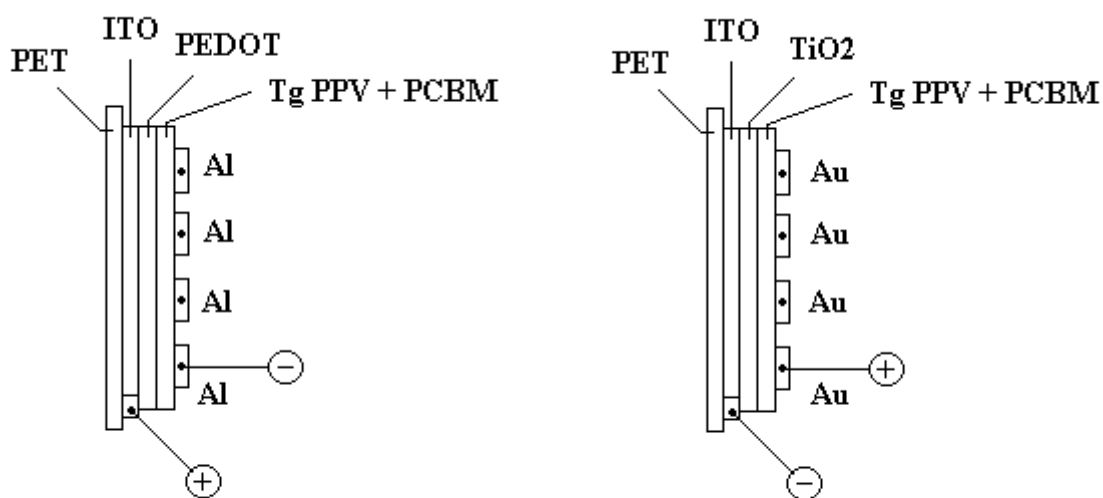 ITO
PEDOT
PET
Tg PPV + PCBM
Al
Al
Al
Al
−
+
ITO
TiO2
PET
Tg PPV + PCBM
Au
Au
Au
Au
+
−